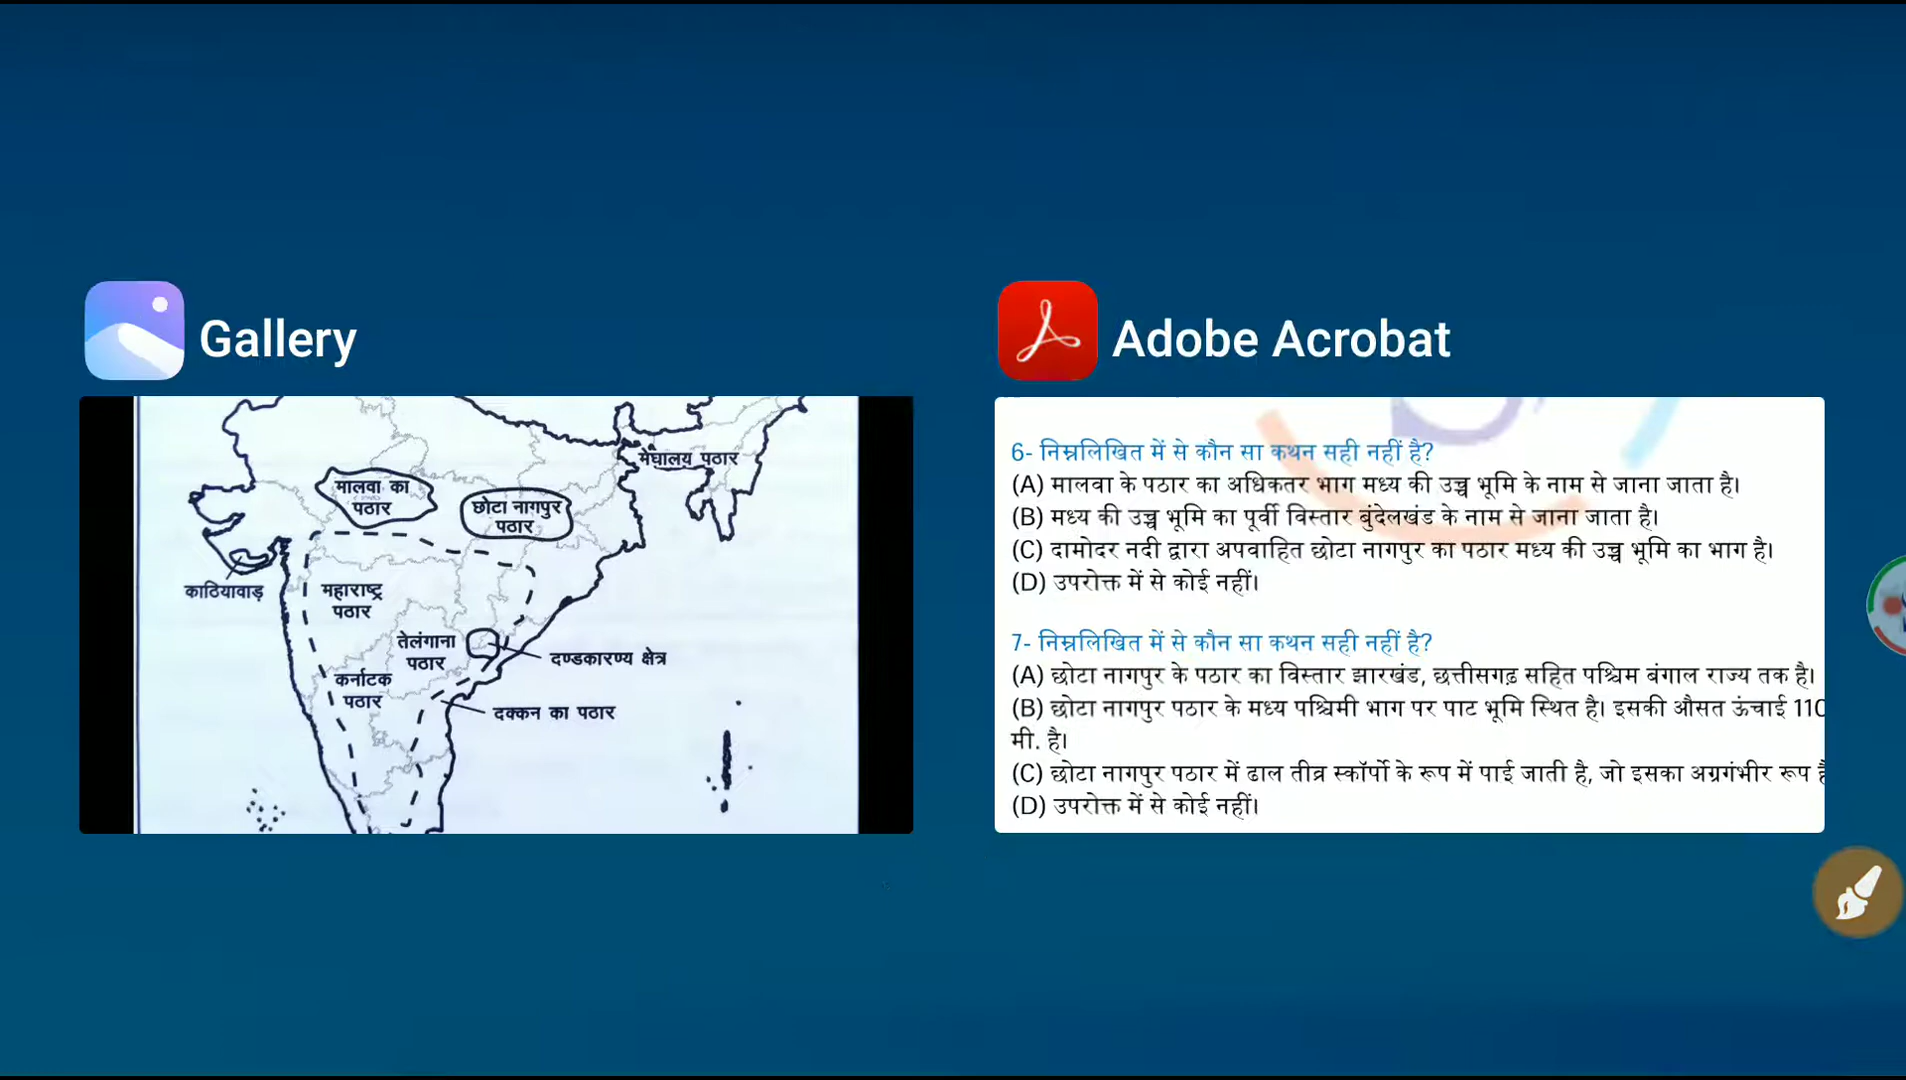 Gallery
मेघालय पठार
मालवा का
पठार
छोटा नागपुर
पठार
काठियावाड़
महाराष्ट्र
पठार
तेलंगाना
पठार
दण्डकारण्य क्षेत्र
कर्नाटक
पठार
दक्कन का पठार
Adobe Acrobat
6- निम्नलिखित में से कौन सा कथन सही नहीं है?
(A) मालवा के पठार का अधिकतर भाग मध्य की उच्च भूमि के नाम से जाना जाता है।
(B) मध्य की उच्च भूमि का पूर्वी विस्तार बुंदेलखंड के नाम से जाना जाता है।
(C) दामोदर नदी द्वारा अपवाहित छोटा नागपुर का पठार मध्य की उच्च भूमि का भाग है।
(D) उपरोक्त में से कोई नहीं।
7- निम्नलिखित में से कौन सा कथन सही नहीं है?
(A) छोटा नागपुर के पठार का विस्तार झारखंड, छत्तीसगढ़ सहित पश्चिम बंगाल राज्य तक है।
(B) छोटा नागपुर पठार के मध्य पश्चिमी भाग पर पाट भूमि स्थित है। इसकी औसत ऊंचाई
मी. है।
(C) छोटा नागपुर पठार में ढाल तीव्र स्कॉर्पो के रूप में पाई जाती है, जो इसका अग्रगंभीर रूप
(D) उपरोक्त में से कोई नहीं।